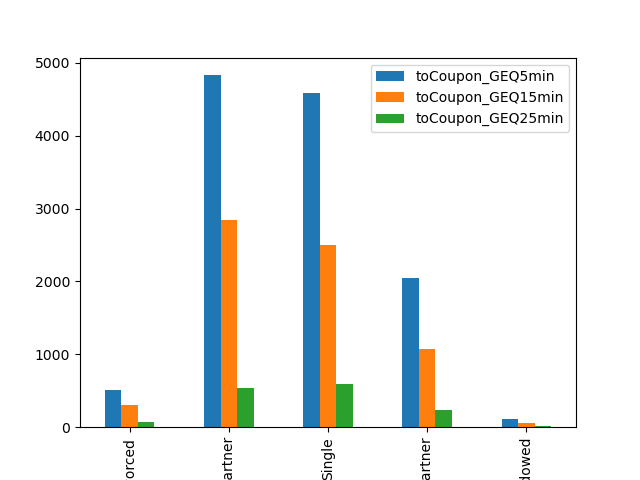 5000
4000
3000
2000
1000
0
toCoupon_GEQ5min
toCoupon_GEQ15min
toCoupon_GEQ25min
orced
artner
Single
artner
dowed